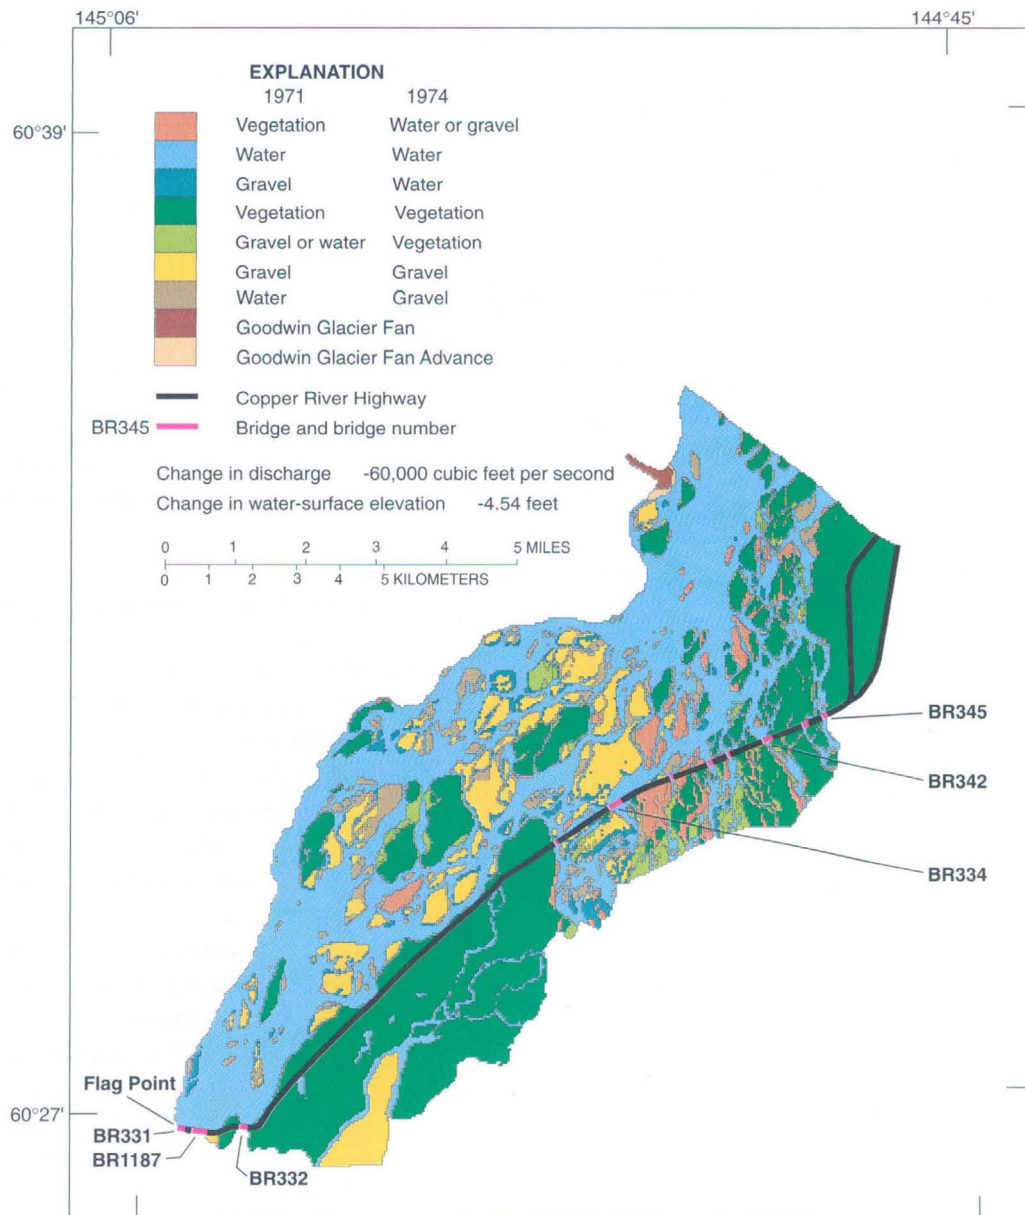 145°06' 144°45'
EXPLANATION
1971 1974
60°39'
Vegetation Water or gravel
Water Water
Gravel Water
Vegetation Vegetation
Gravel or water Vegetation
Gravel Gravel
Water Gravel
Goodwin Glacier Fan
Goodwin Glacier Fan Advance
Copper River Highway
BR345 Bridge and bridge number
Change in discharge -60,000 cubic feet per second
Change in water-surface elevation -4.54 feet
0 1 2 3 4 5 MILES
0 1 2 3 4 5 KILOMETERS
BR345
BR342
BR334
Flag Point
60°27'
BR331
BR1187
BR332